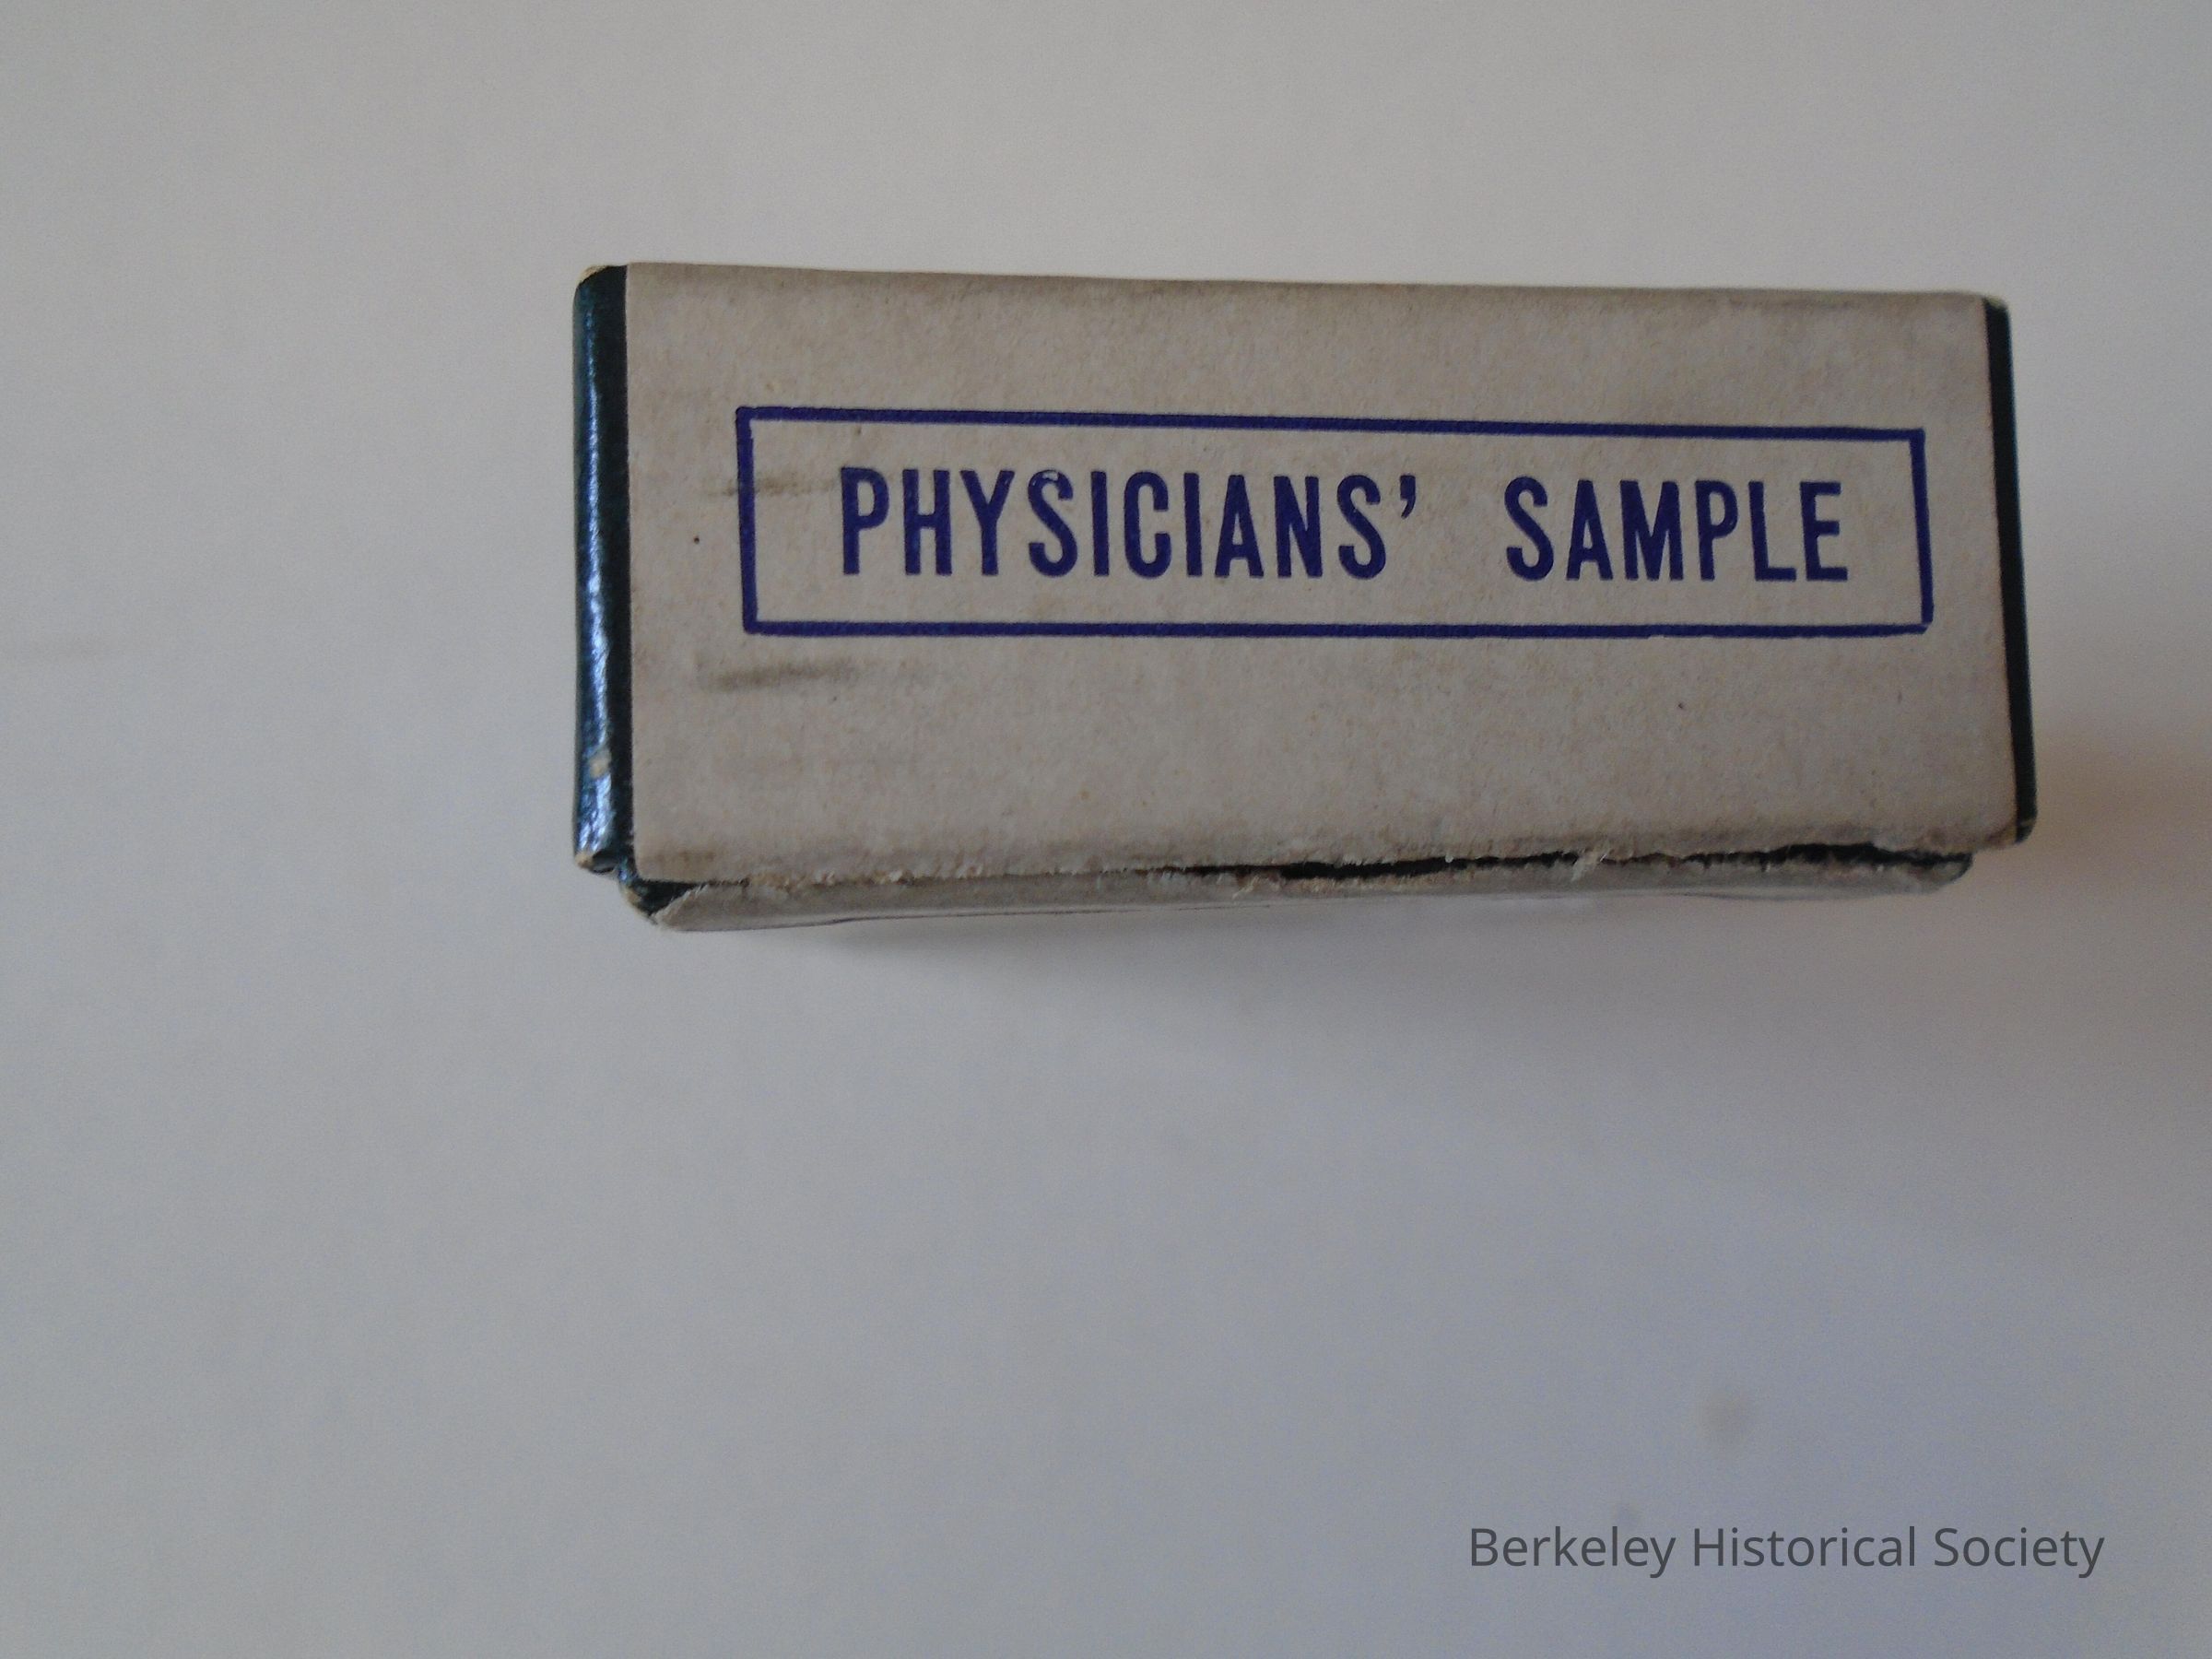 PHYSICIANS' SAMPLE
Berkeley Historical Society